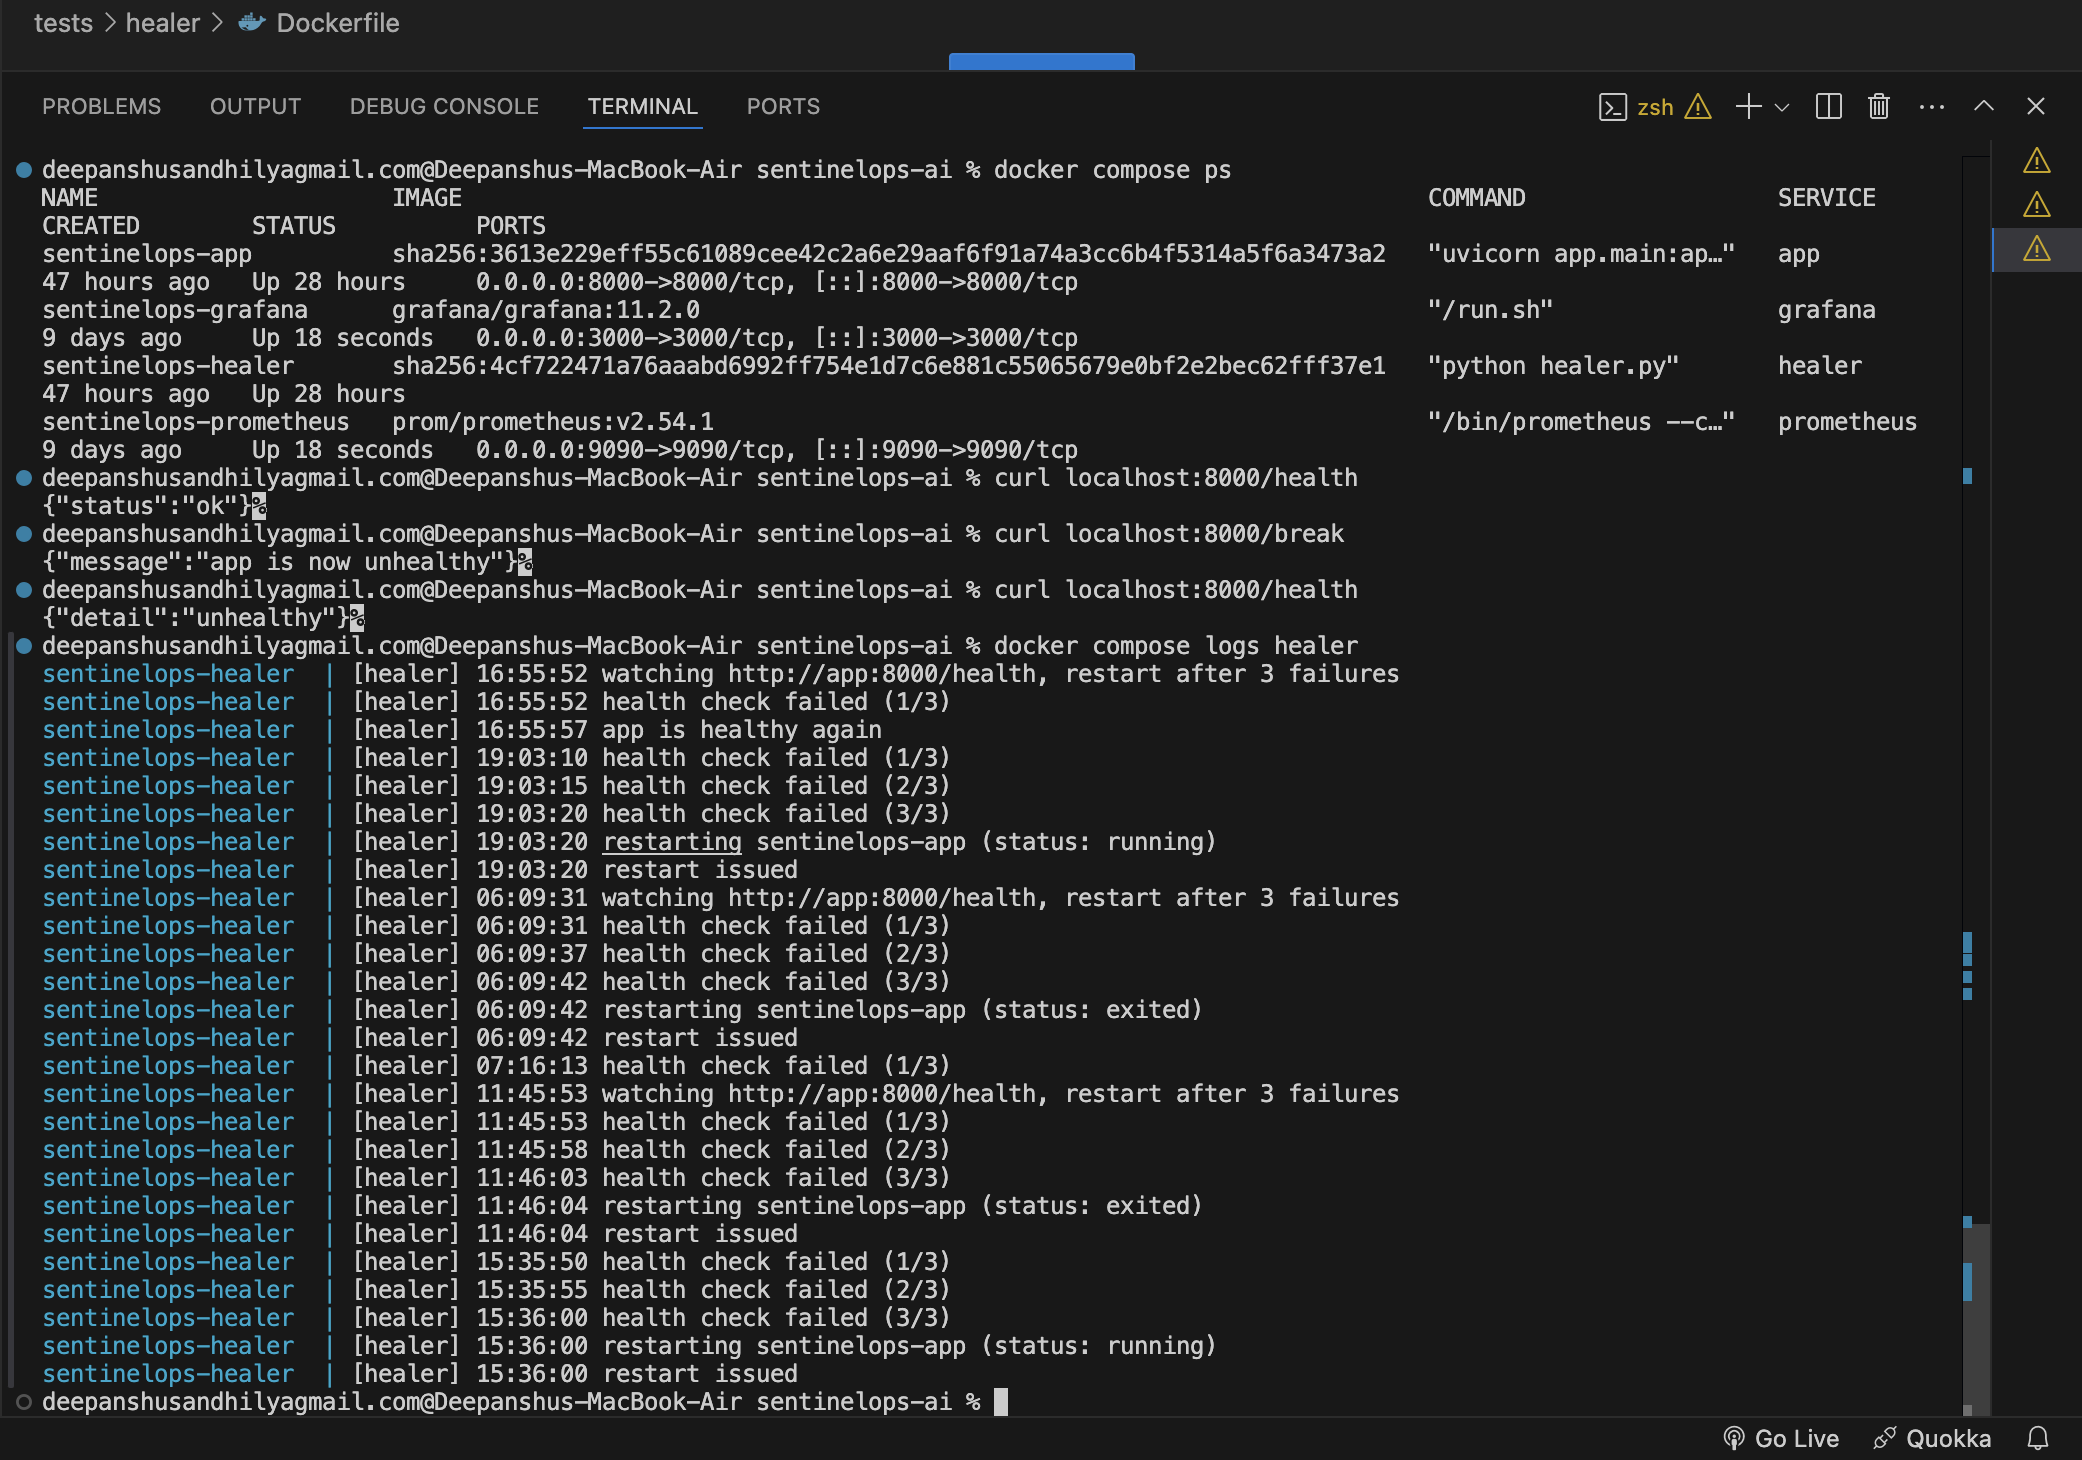 tests > healer > Dockerfile
PROBLEMS OUTPUT DEBUG CONSOLE TERMINAL PORTS zsh
deepanshusandhilyagmail.com@Deepanshus-MacBook-Air sentinelops-ai % docker compose ps
NAME IMAGE COMMAND SERVICE
CREATED STATUS PORTS
sentinelops-app sha256:3613e229eff55c61089cee42c2a6e29aaf6f91a74a3cc6b4f5314a5f6a3473a2 "uvicorn app.main:ap…" app
47 hours ago Up 28 hours 0.0.0.0:8000->8000/tcp, [::]:8000->8000/tcp
sentinelops-grafana grafana/grafana:11.2.0 "/run.sh" grafana
9 days ago Up 18 seconds 0.0.0.0:3000->3000/tcp, [::]:3000->3000/tcp
sentinelops-healer sha256:4cf722471a76aaabd6992ff754e1d7c6e881c55065679e0bf2e2bec62fff37e1 "python healer.py" healer
47 hours ago Up 28 hours
sentinelops-prometheus prom/prometheus:v2.54.1 "/bin/prometheus --c…" prometheus
9 days ago Up 18 seconds 0.0.0.0:9090->9090/tcp, [::]:9090->9090/tcp
deepanshusandhilyagmail.com@Deepanshus-MacBook-Air sentinelops-ai % curl localhost:8000/health
{"status":"ok"}%
deepanshusandhilyagmail.com@Deepanshus-MacBook-Air sentinelops-ai % curl localhost:8000/break
{"message":"app is now unhealthy"}%
deepanshusandhilyagmail.com@Deepanshus-MacBook-Air sentinelops-ai % curl localhost:8000/health
{"detail":"unhealthy"}%
deepanshusandhilyagmail.com@Deepanshus-MacBook-Air sentinelops-ai % docker compose logs healer
sentinelops-healer | [healer] 16:55:52 watching http://app:8000/health, restart after 3 failures
sentinelops-healer | [healer] 16:55:52 health check failed (1/3)
sentinelops-healer | [healer] 16:55:57 app is healthy again
sentinelops-healer | [healer] 19:03:10 health check failed (1/3)
sentinelops-healer | [healer] 19:03:15 health check failed (2/3)
sentinelops-healer | [healer] 19:03:20 health check failed (3/3)
sentinelops-healer | [healer] 19:03:20 restarting sentinelops-app (status: running)
sentinelops-healer | [healer] 19:03:20 restart issued
sentinelops-healer | [healer] 06:09:31 watching http://app:8000/health, restart after 3 failures
sentinelops-healer | [healer] 06:09:31 health check failed (1/3)
sentinelops-healer | [healer] 06:09:37 health check failed (2/3)
sentinelops-healer | [healer] 06:09:42 health check failed (3/3)
sentinelops-healer | [healer] 06:09:42 restarting sentinelops-app (status: exited)
sentinelops-healer | [healer] 06:09:42 restart issued
sentinelops-healer | [healer] 07:16:13 health check failed (1/3)
sentinelops-healer | [healer] 11:45:53 watching http://app:8000/health, restart after 3 failures
sentinelops-healer | [healer] 11:45:53 health check failed (1/3)
sentinelops-healer | [healer] 11:45:58 health check failed (2/3)
sentinelops-healer | [healer] 11:46:03 health check failed (3/3)
sentinelops-healer | [healer] 11:46:04 restarting sentinelops-app (status: exited)
sentinelops-healer | [healer] 11:46:04 restart issued
sentinelops-healer | [healer] 15:35:50 health check failed (1/3)
sentinelops-healer | [healer] 15:35:55 health check failed (2/3)
sentinelops-healer | [healer] 15:36:00 health check failed (3/3)
sentinelops-healer | [healer] 15:36:00 restarting sentinelops-app (status: running)
sentinelops-healer | [healer] 15:36:00 restart issued
deepanshusandhilyagmail.com@Deepanshus-MacBook-Air sentinelops-ai %
Go Live Quokka